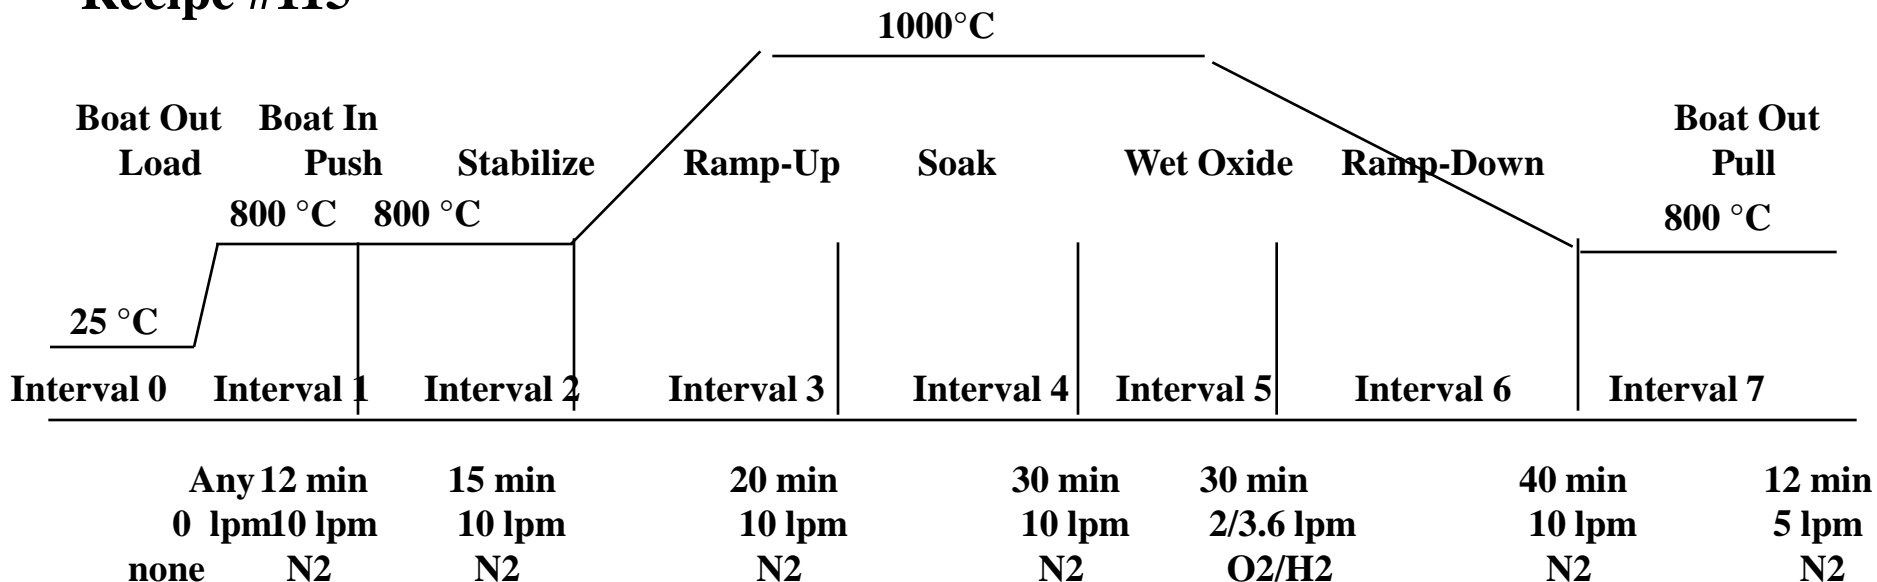 Recipe #115
1000°C
Boat Out Boat In Boat Out
Load Push Stabilize Ramp-Up Soak Wet Oxide Ramp-Down Pull
800 °C 800 °C 800 °C
25 °C
Interval 0 Interval 1 Interval 2 Interval 3 Interval 4 Interval 5 Interval 6 Interval 7
Any 12 min 15 min 20 min 30 min 30 min 40 min 12 min
0 lpm 10 lpm 10 lpm 10 lpm 10 lpm 2/3.6 lpm 10 lpm 5 lpm
none N2 N2 N2 N2 O2/H2 N2 N2